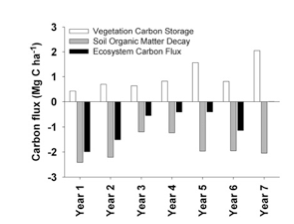 3
Vegetation Carbon Storage
Soil Organic Matter Decay
Ecosystem Carbon Flux
2
1
0
-1
-2
-3
Carbon flux (Mg C ha⁻¹)
Year 1
Year 2
Year 3
Year 4
Year 5
Year 6
Year 7